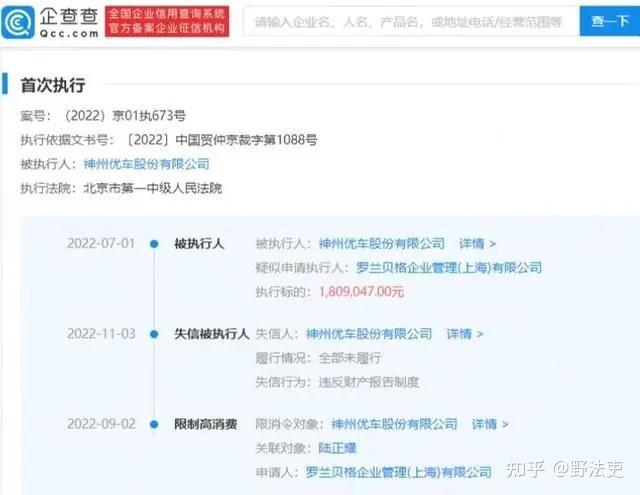 企查查
Qcc.com
全国企业信用查询系统
官方备案企业征信机构
请输入企业名、人名、产品名，或地址电话/经营范围等
查一下
首次执行
案号：（2022）京01执673号
执行依据文书号：〔2022〕中国贸仲京裁字第1088号
被执行人：神州优车股份有限公司
执行法院：北京市第一中级人民法院
2022-07-01 被执行人 被执行人：神州优车股份有限公司 详情 >
疑似申请执行人：罗兰贝格企业管理(上海)有限公司
执行标的：1,809,047.00元
2022-11-03 失信被执行人 失信人：神州优车股份有限公司 详情 >
履行情况：全部未履行
失信行为：违反财产报告制度
2022-09-02 限制高消费 限消令对象：神州优车股份有限公司 详情 >
关联对象：陆正耀
申请人：罗兰贝格企业管理(上海)有限公司
知乎 @野法吏